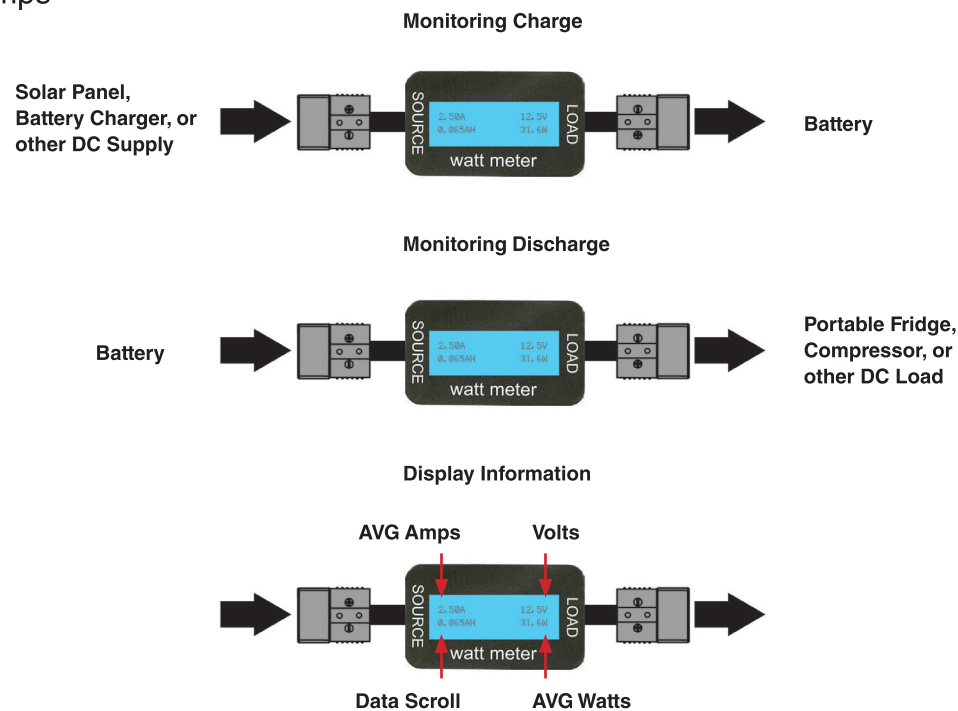 Monitoring Charge
Solar Panel,
Battery Charger, or
other DC Supply
SOURCE
2.50A 12.5V
0.065AH 31.6W
LOAD
watt meter
Battery
Monitoring Discharge
Battery
SOURCE
2.50A 12.5V
0.065AH 31.6W
LOAD
watt meter
Portable Fridge,
Compressor, or
other DC Load
Display Information
AVG Amps Volts
SOURCE
2.50A 12.5V
0.065AH 31.6W
LOAD
watt meter
Data Scroll AVG Watts